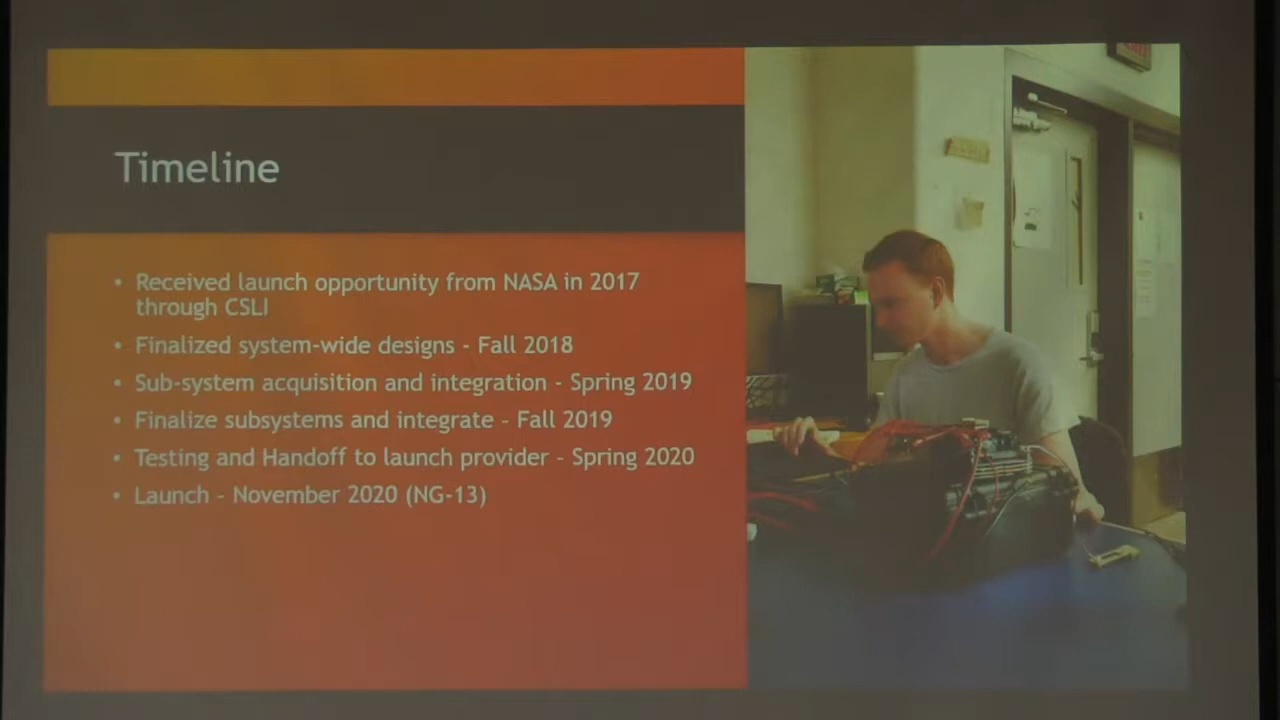 Timeline
• Received launch opportunity from NASA in 2017
through CSLI
• Finalized system-wide designs - Fall 2018
• Sub-system acquisition and integration - Spring 2019
• Finalize subsystems and integrate - Fall 2019
• Testing and Handoff to launch provider - Spring 2020
• Launch - November 2020 (NG-13)